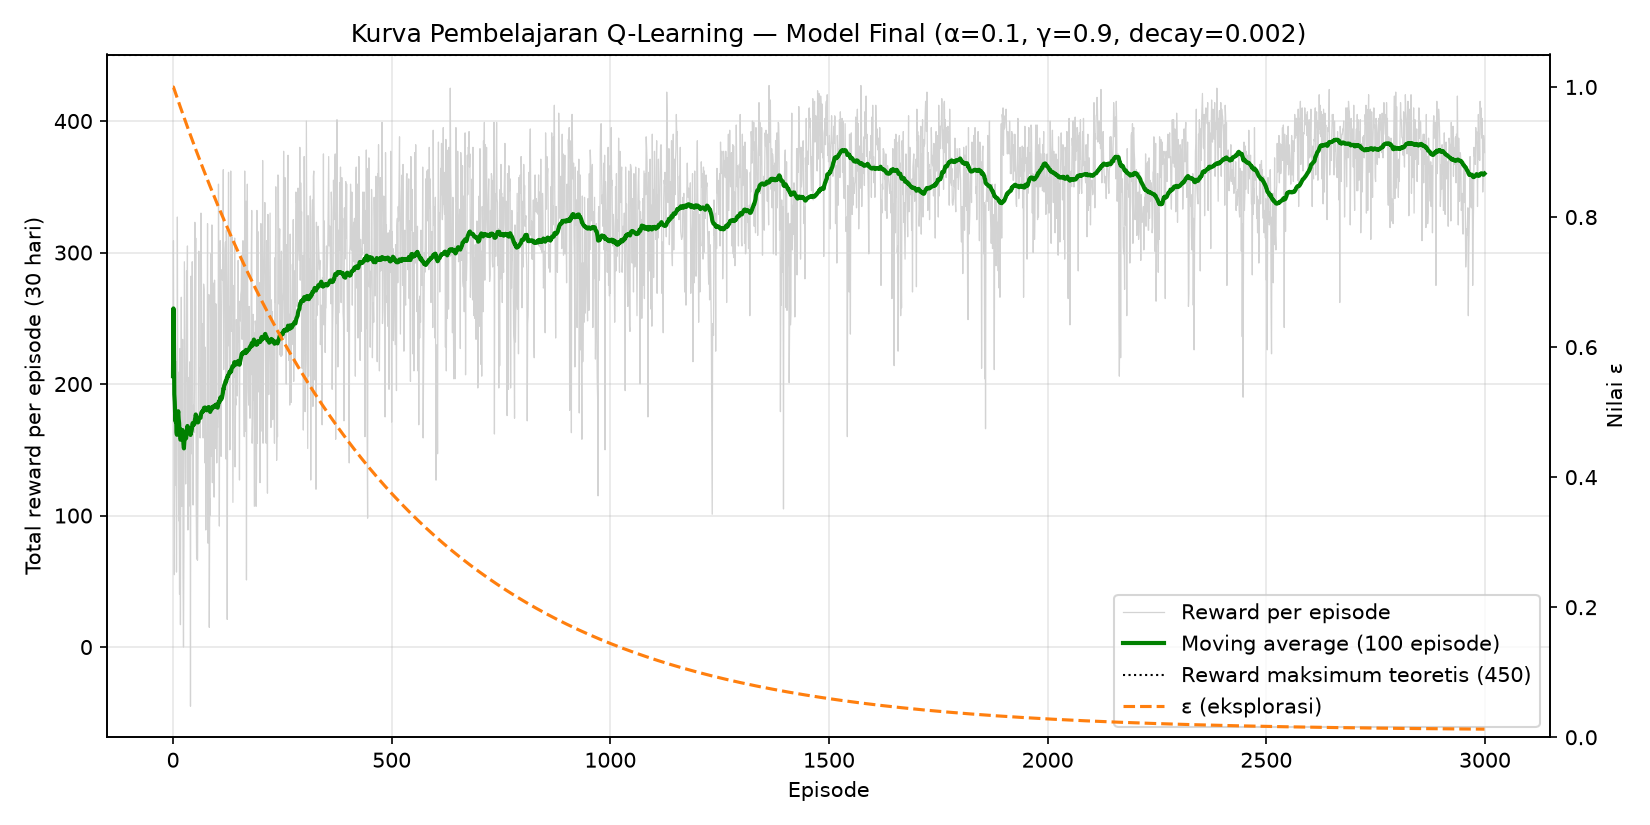 Kurva Pembelajaran Q-Learning — Model Final (α=0.1, γ=0.9, decay=0.002)
Total reward per episode (30 hari)
400
300
200
100
0
1.0
0.8
0.6
0.4
0.2
0.0
Nilai ε
Reward per episode
Moving average (100 episode)
Reward maksimum teoretis (450)
ε (eksplorasi)
0
500
1000
1500
2000
2500
3000
Episode